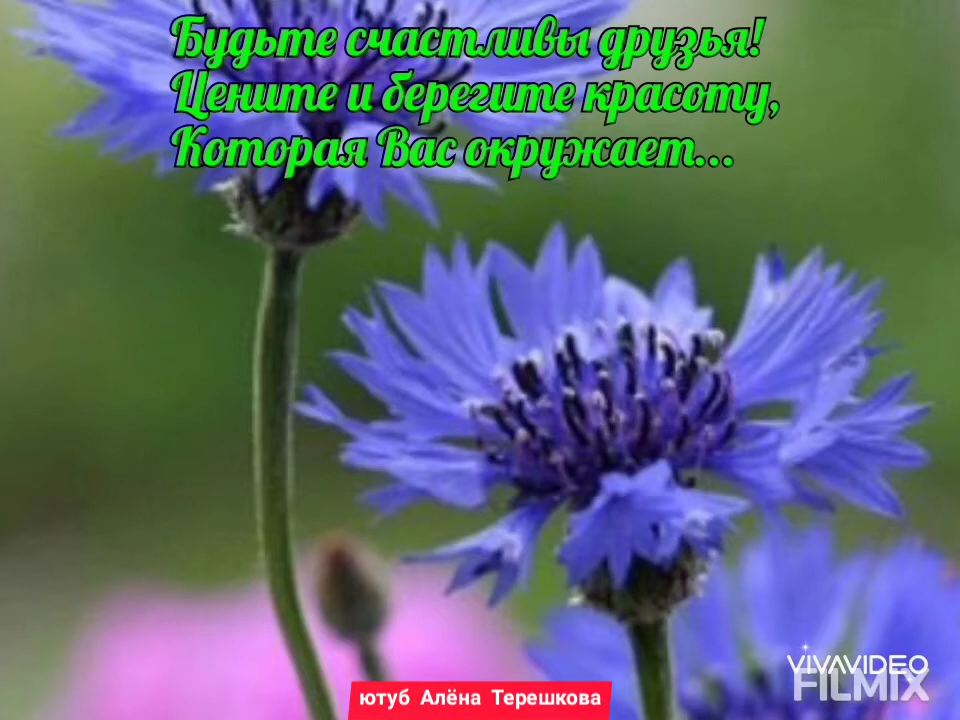 Будьте счастливы друзья!
Цените и берегите красоту,
Которая Вас окружает...
VIVAVIDEO
FILMIX
ютуб Алёна Терешкова